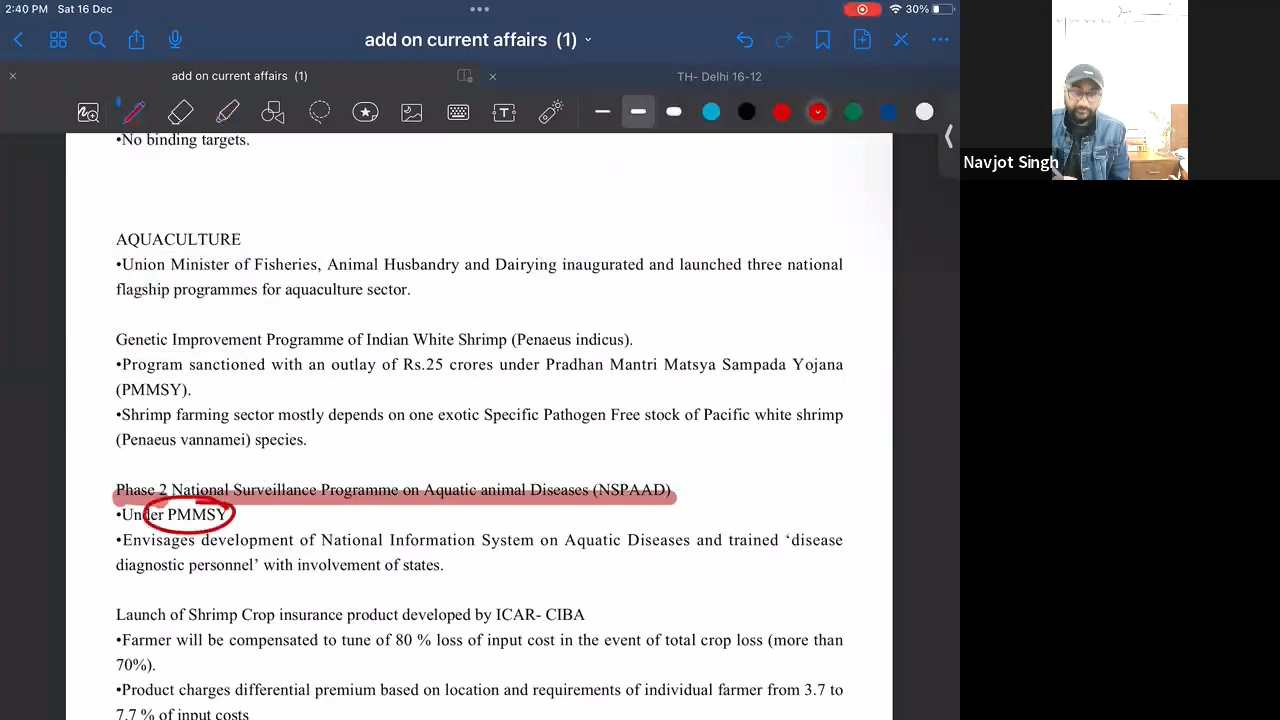 2:40 PM Sat 16 Dec
30%
add on current affairs (1)
add on current affairs (1)
TH- Delhi 16-12
T
•No binding targets.
AQUACULTURE
•Union Minister of Fisheries, Animal Husbandry and Dairying inaugurated and launched three national
flagship programmes for aquaculture sector.
Genetic Improvement Programme of Indian White Shrimp (Penaeus indicus).
•Program sanctioned with an outlay of Rs.25 crores under Pradhan Mantri Matsya Sampada Yojana
(PMMSY).
•Shrimp farming sector mostly depends on one exotic Specific Pathogen Free stock of Pacific white shrimp
(Penaeus vannamei) species.
Phase 2 National Surveillance Programme on Aquatic animal Diseases (NSPAAD)
•Under PMMSY
•Envisages development of National Information System on Aquatic Diseases and trained ‘disease
diagnostic personnel’ with involvement of states.
Launch of Shrimp Crop insurance product developed by ICAR- CIBA
•Farmer will be compensated to tune of 80 % loss of input cost in the event of total crop loss (more than
70%).
•Product charges differential premium based on location and requirements of individual farmer from 3.7 to
7.7 % of input costs
Navjot Singh